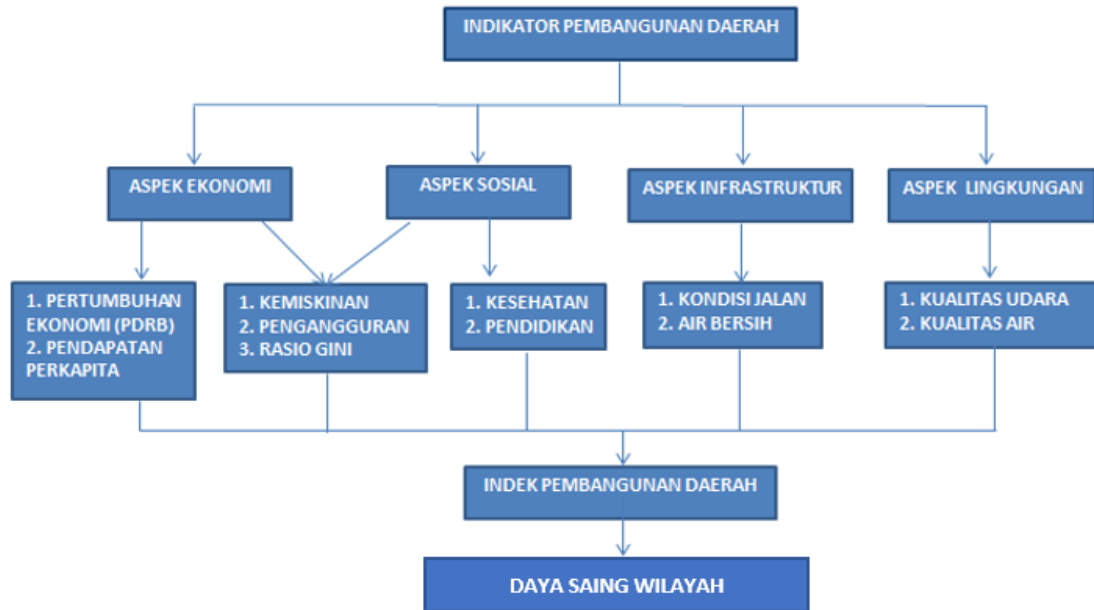 INDIKATOR PEMBANGUNAN DAERAH
ASPEK EKONOMI
ASPEK SOSIAL
ASPEK INFRASTRUKTUR
ASPEK LINGKUNGAN
1. PERTUMBUHAN
EKONOMI (PDRB)
2. PENDAPATAN
PERKAPITA
1. KEMISKINAN
2. PENGANGGURAN
3. RASIO GINI
1. KESEHATAN
2. PENDIDIKAN
1. KONDISI JALAN
2. AIR BERSIH
1. KUALITAS UDARA
2. KUALITAS AIR
INDEK PEMBANGUNAN DAERAH
DAYA SAING WILAYAH